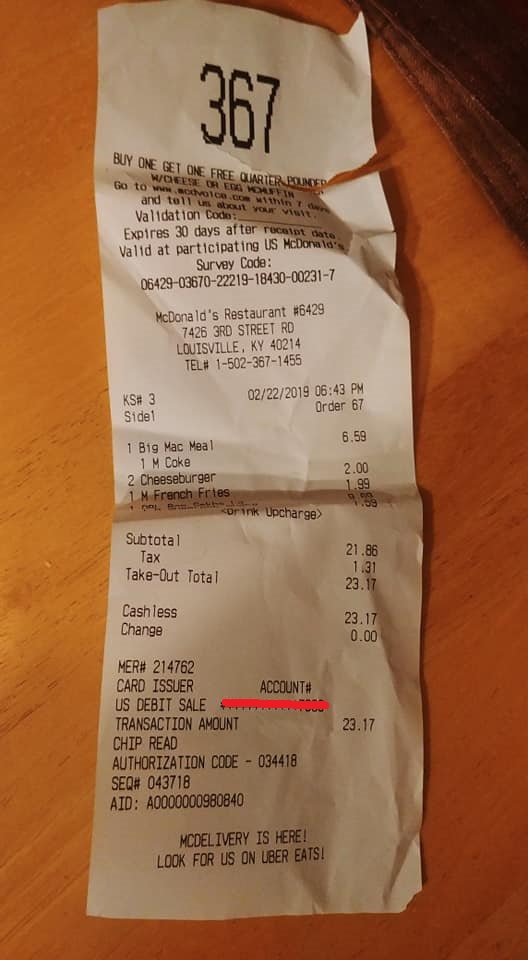 367
BUY ONE GET ONE FREE QUARTER POUNDER
W/CHEESE OR EGG MCMUFFIN
Go to www.mcdvoice.com within 7 days
and tell us about your visit.
Validation Code:
Expires 30 days after receipt date.
Valid at participating US McDonald's
Survey Code:
06429-03670-22219-18430-00231-7
McDonald's Restaurant #6429
7426 3RD STREET RD
LOUISVILLE, KY 40214
TEL# 1-502-367-1455
KS# 3 02/22/2019 06:43 PM
Side1 Order 67
1 Big Mac Meal 6.59
1 M Coke
2 Cheeseburger 2.00
1 M French Fries 1.99
1.59
<Drink Upcharge>
Subtotal 21.86
Tax 1.31
Take-Out Total 23.17
Cashless 23.17
Change 0.00
MER# 214762
CARD ISSUER ACCOUNT#
US DEBIT SALE
TRANSACTION AMOUNT 23.17
CHIP READ
AUTHORIZATION CODE - 034418
SEQ# 043718
AID: A0000000980840
MCDELIVERY IS HERE!
LOOK FOR US ON UBER EATS!